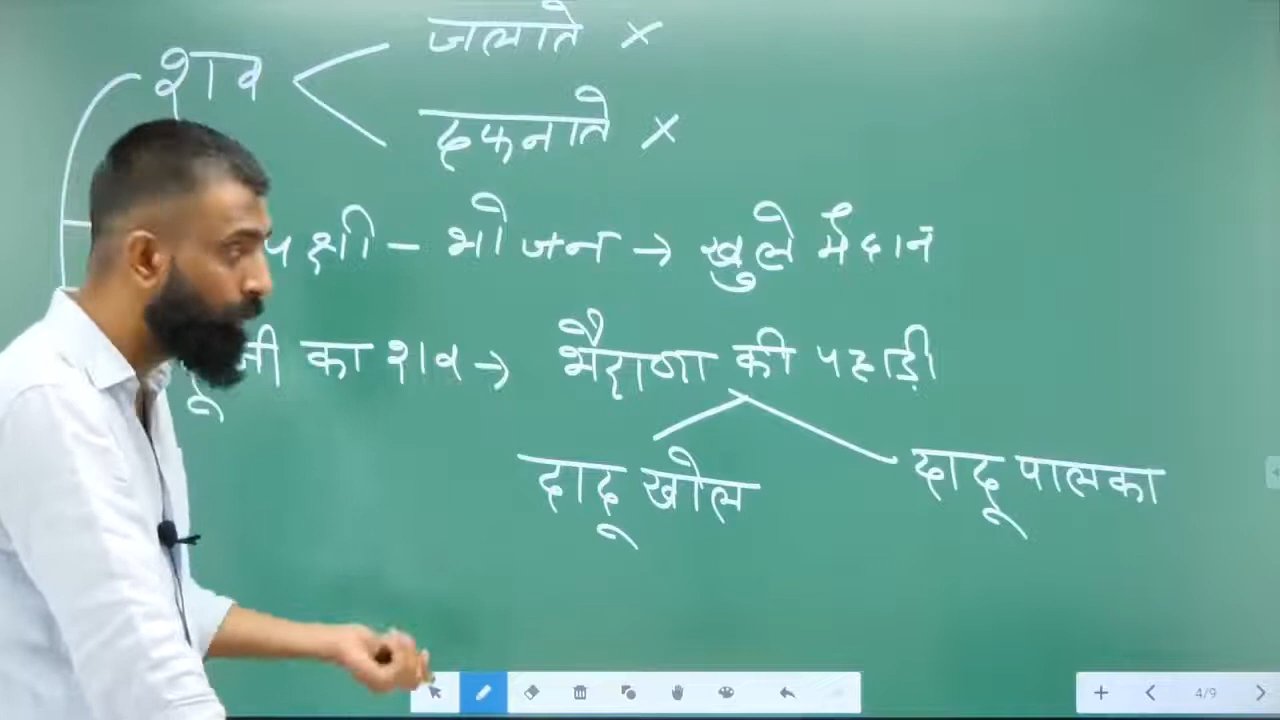 जलाते ×
शव
दफनाते ×
पक्षी – भोजन → खुले मैदान
जी का शव → भैराणा की पहाड़ी
दादू खोल दादू पालका
4/9